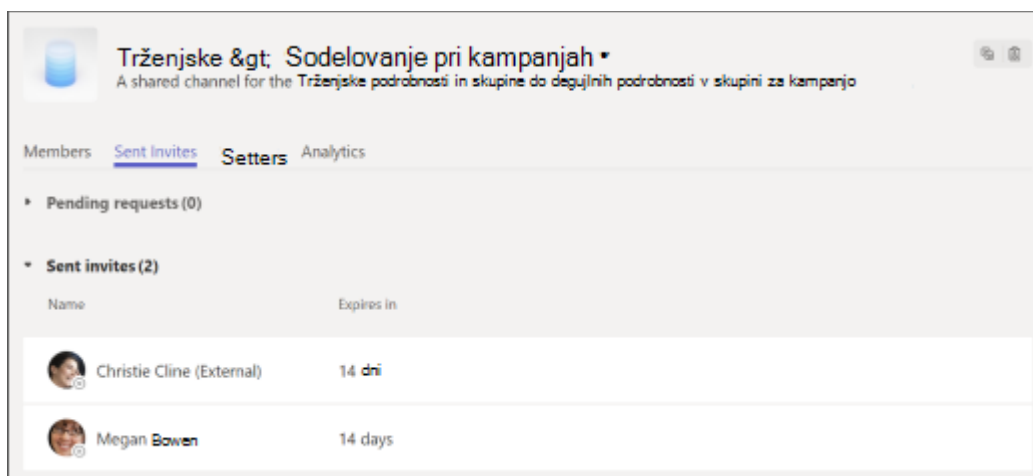 Trženjske &gt; Sodelovanje pri kampanjah
A shared channel for the Trženjske podrobnosti in skupine do degujlnih podrobnosti v skupini za kampanjo
Members Sent Invites Setters Analytics
Pending requests (0)
Sent invites (2)
Name Expires in
Christie Cline (External) 14 dni
Megan Bowen 14 days